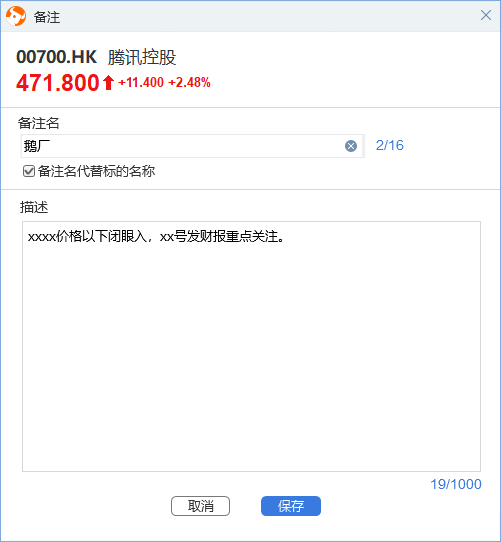 备注
00700.HK 腾讯控股
471.800 +11.400 +2.48%
备注名
鹅厂 2/16
备注名代替标的名称
描述
xxxx价格以下闭眼入，xx号发财报重点关注。
19/1000
取消 保存